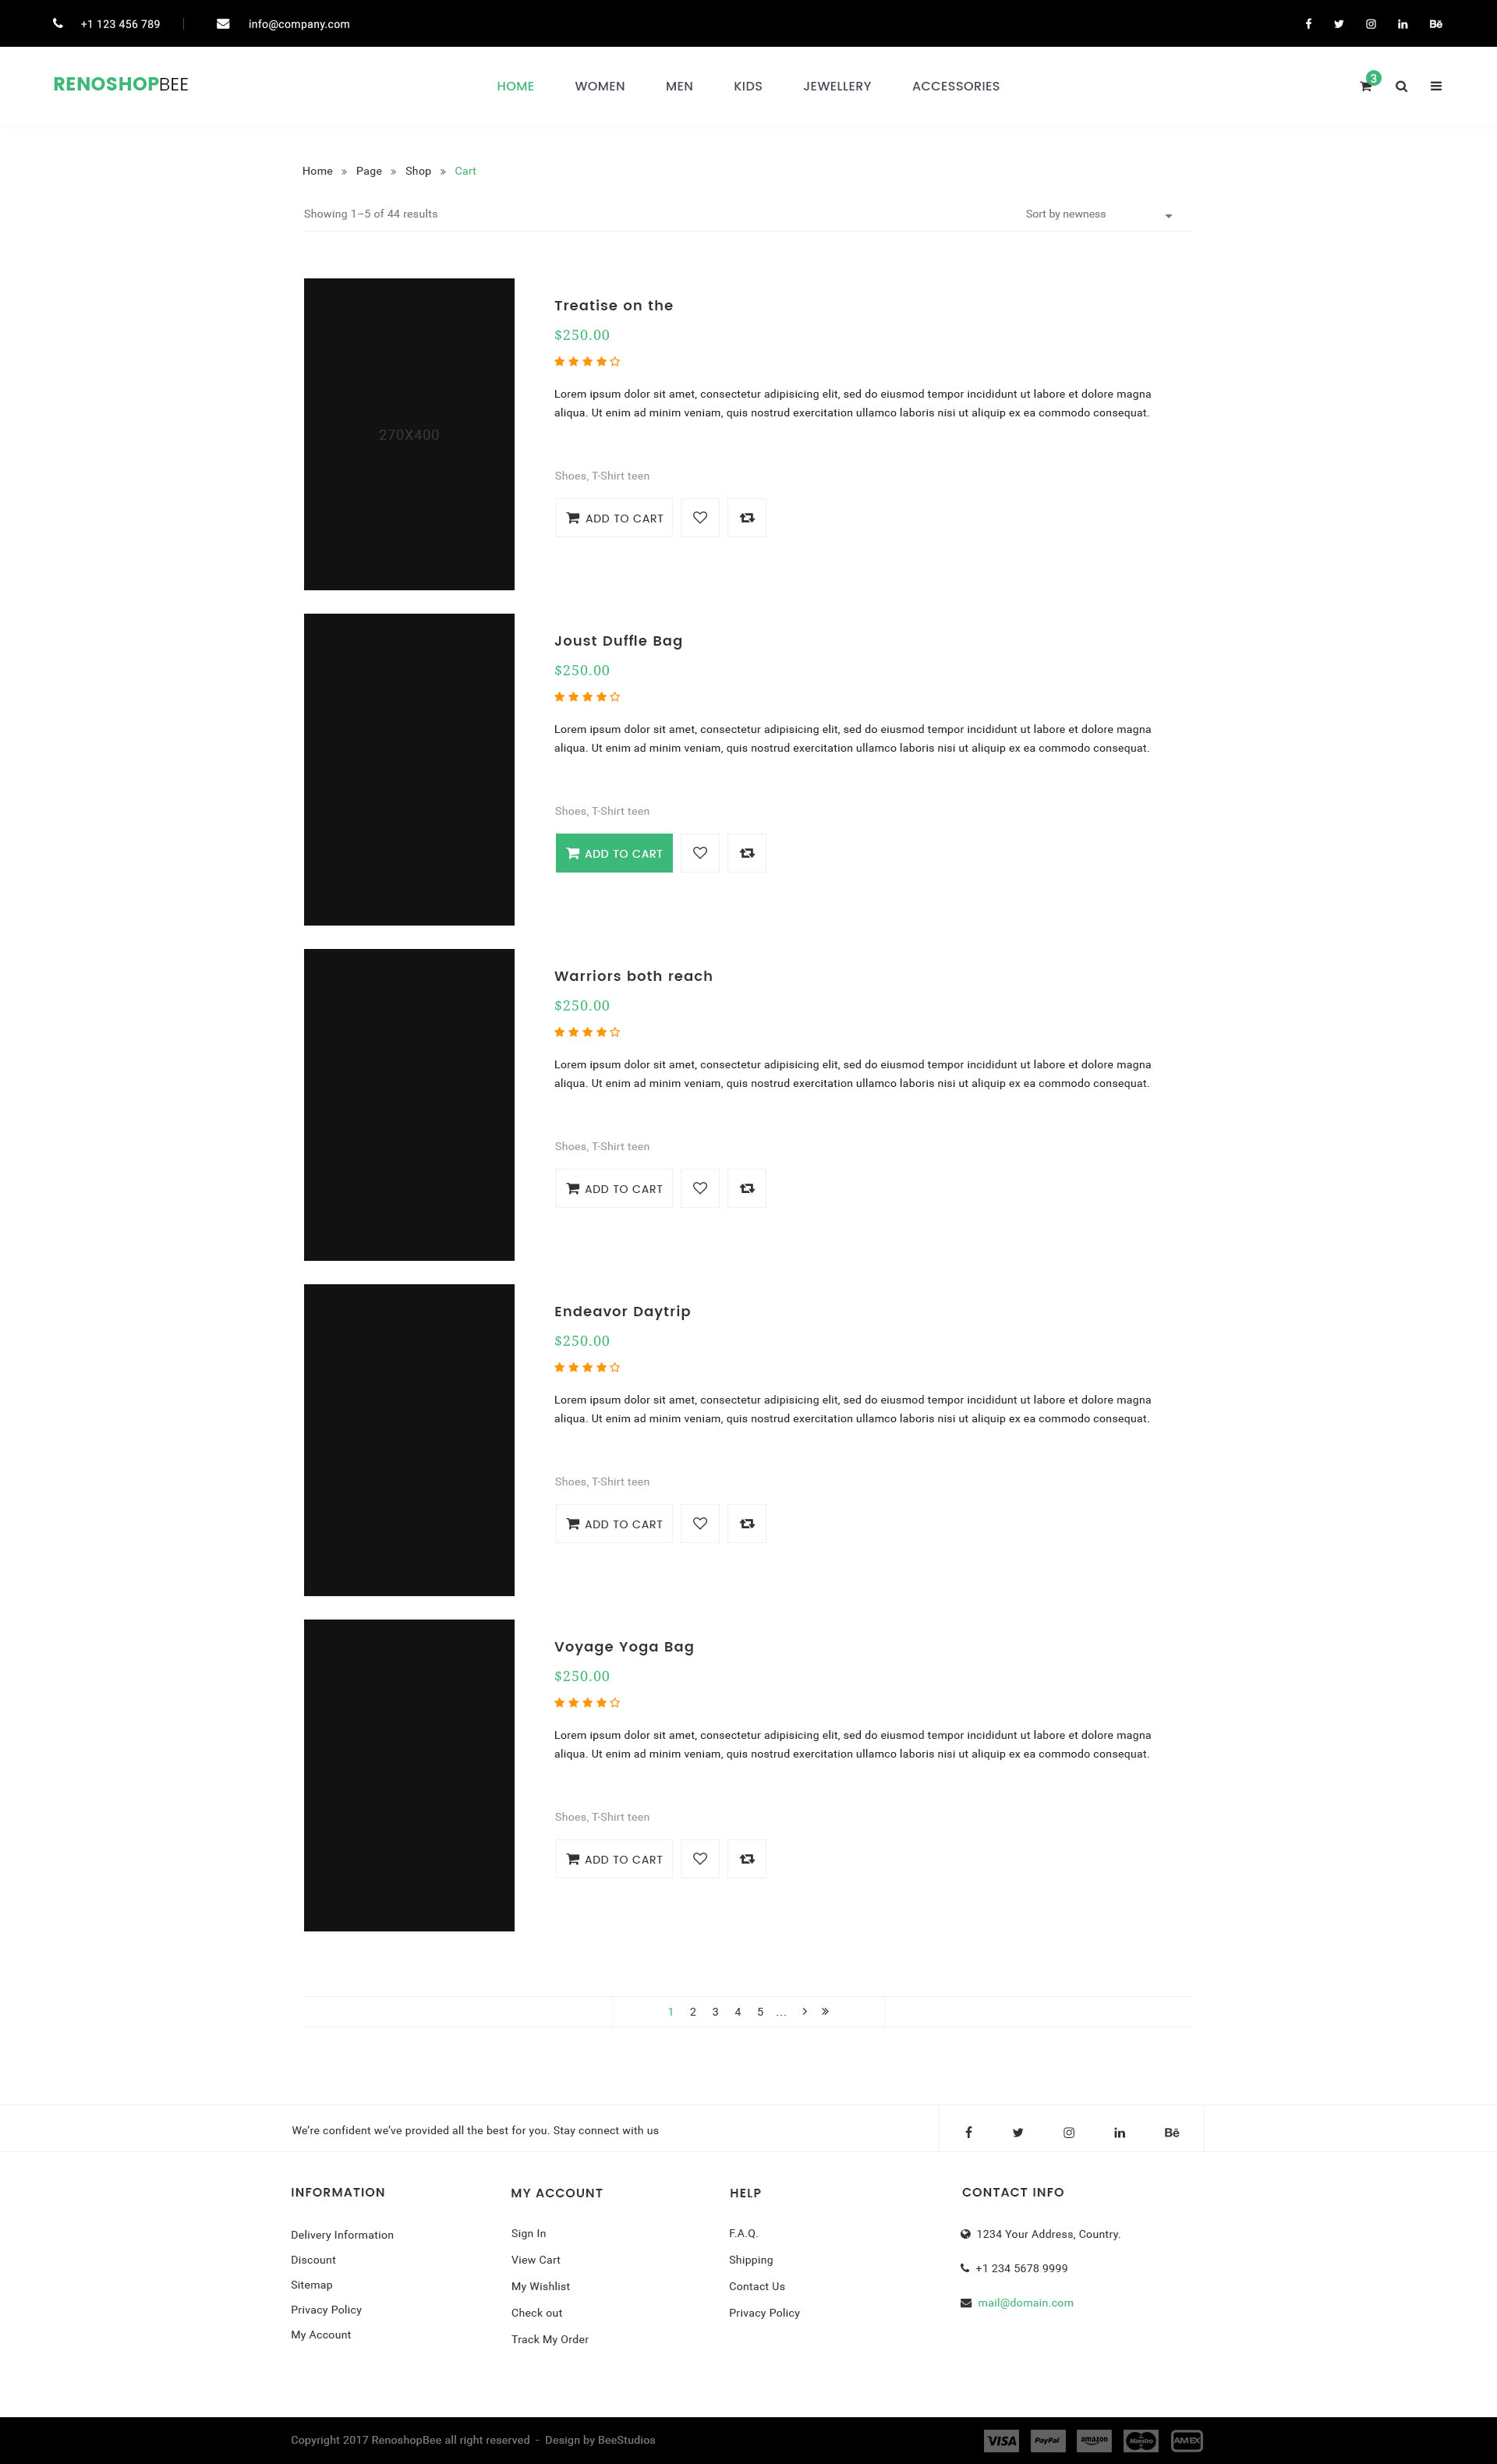 +1 123 456 789 info@company.com
RENOSHOPBEE HOME WOMEN MEN KIDS JEWELLERY ACCESSORIES 3
Home » Page » Shop » Cart
Showing 1–5 of 44 results Sort by newness
270X400
Treatise on the
$250.00
Lorem ipsum dolor sit amet, consectetur adipisicing elit, sed do eiusmod tempor incididunt ut labore et dolore magna
aliqua. Ut enim ad minim veniam, quis nostrud exercitation ullamco laboris nisi ut aliquip ex ea commodo consequat.
Shoes, T-Shirt teen
ADD TO CART
Joust Duffle Bag
$250.00
Lorem ipsum dolor sit amet, consectetur adipisicing elit, sed do eiusmod tempor incididunt ut labore et dolore magna
aliqua. Ut enim ad minim veniam, quis nostrud exercitation ullamco laboris nisi ut aliquip ex ea commodo consequat.
Shoes, T-Shirt teen
ADD TO CART
Warriors both reach
$250.00
Lorem ipsum dolor sit amet, consectetur adipisicing elit, sed do eiusmod tempor incididunt ut labore et dolore magna
aliqua. Ut enim ad minim veniam, quis nostrud exercitation ullamco laboris nisi ut aliquip ex ea commodo consequat.
Shoes, T-Shirt teen
ADD TO CART
Endeavor Daytrip
$250.00
Lorem ipsum dolor sit amet, consectetur adipisicing elit, sed do eiusmod tempor incididunt ut labore et dolore magna
aliqua. Ut enim ad minim veniam, quis nostrud exercitation ullamco laboris nisi ut aliquip ex ea commodo consequat.
Shoes, T-Shirt teen
ADD TO CART
Voyage Yoga Bag
$250.00
Lorem ipsum dolor sit amet, consectetur adipisicing elit, sed do eiusmod tempor incididunt ut labore et dolore magna
aliqua. Ut enim ad minim veniam, quis nostrud exercitation ullamco laboris nisi ut aliquip ex ea commodo consequat.
Shoes, T-Shirt teen
ADD TO CART
1 2 3 4 5 ... › »
We’re confident we’ve provided all the best for you. Stay connect with us
INFORMATION
Delivery Information
Discount
Sitemap
Privacy Policy
My Account
MY ACCOUNT
Sign In
View Cart
My Wishlist
Check out
Track My Order
HELP
F.A.Q.
Shipping
Contact Us
Privacy Policy
CONTACT INFO
1234 Your Address, Country.
+1 234 5678 9999
mail@domain.com
Copyright 2017 RenoshopBee all right reserved - Design by BeeStudios VISA PayPal amazon Maestro AMEX